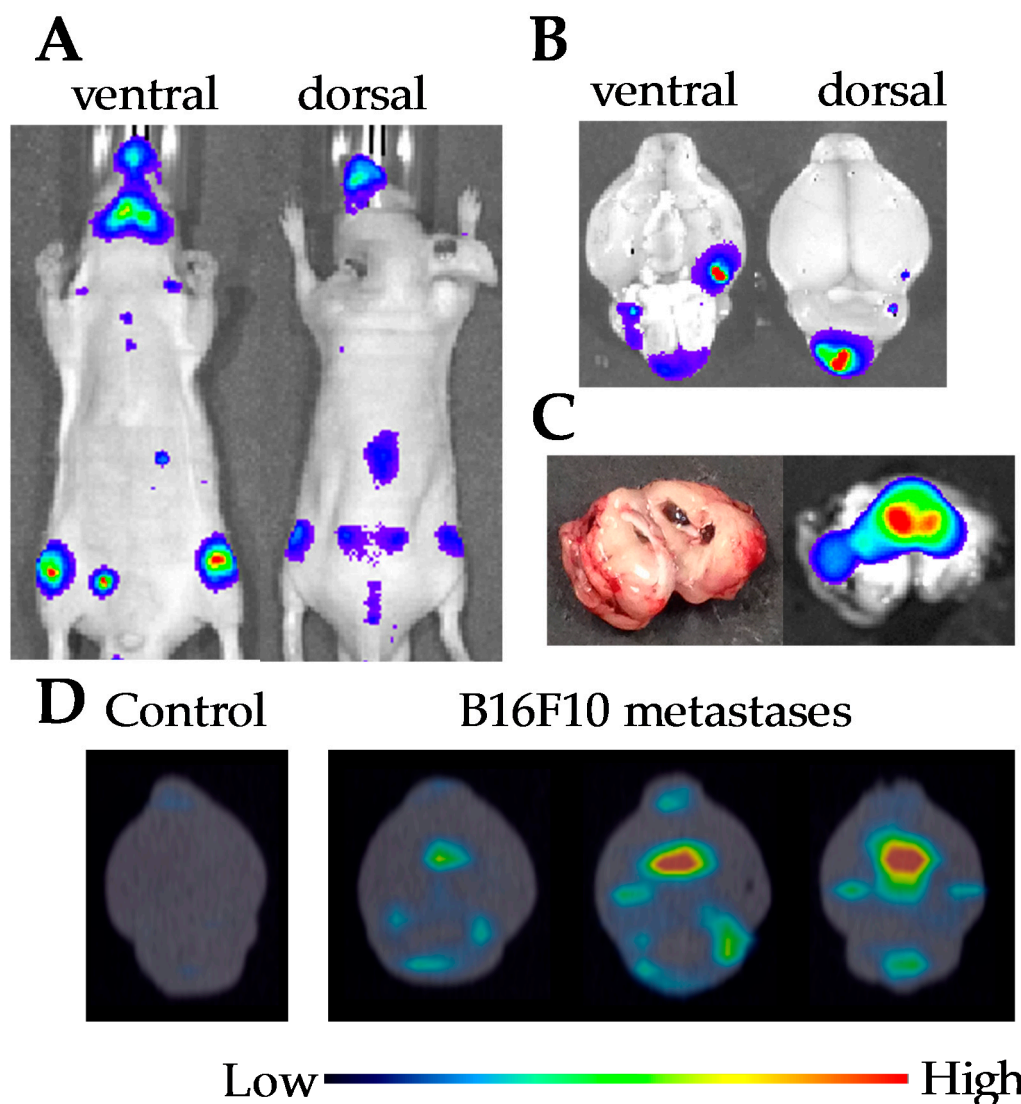 A
ventral dorsal
B
ventral dorsal
C
D Control B16F10 metastases
Low High